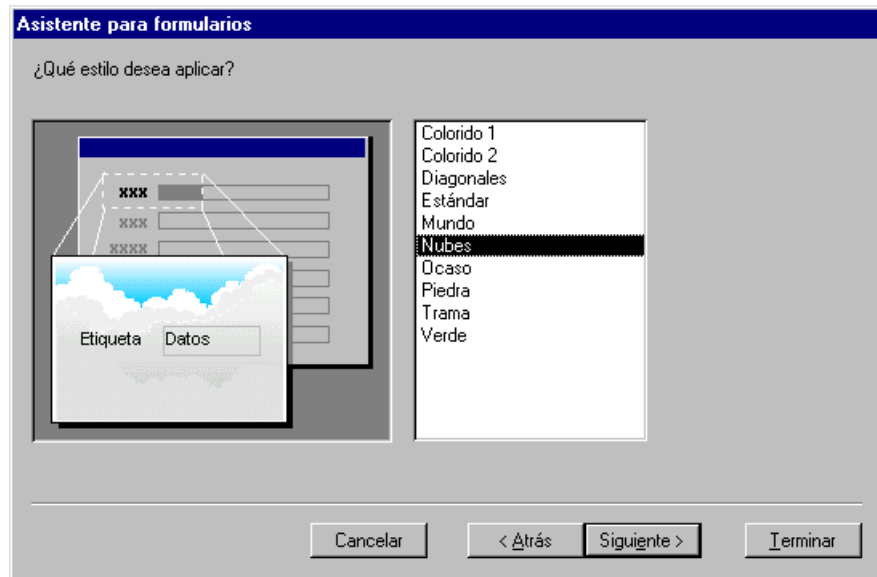 Asistente para formularios
¿Qué estilo desea aplicar?
xxx
xxx
xxxx
Etiqueta Datos
Colorido 1
Colorido 2
Diagonales
Estándar
Mundo
Nubes
Ocaso
Piedra
Trama
Verde
Cancelar < Atrás Siguiente > Terminar